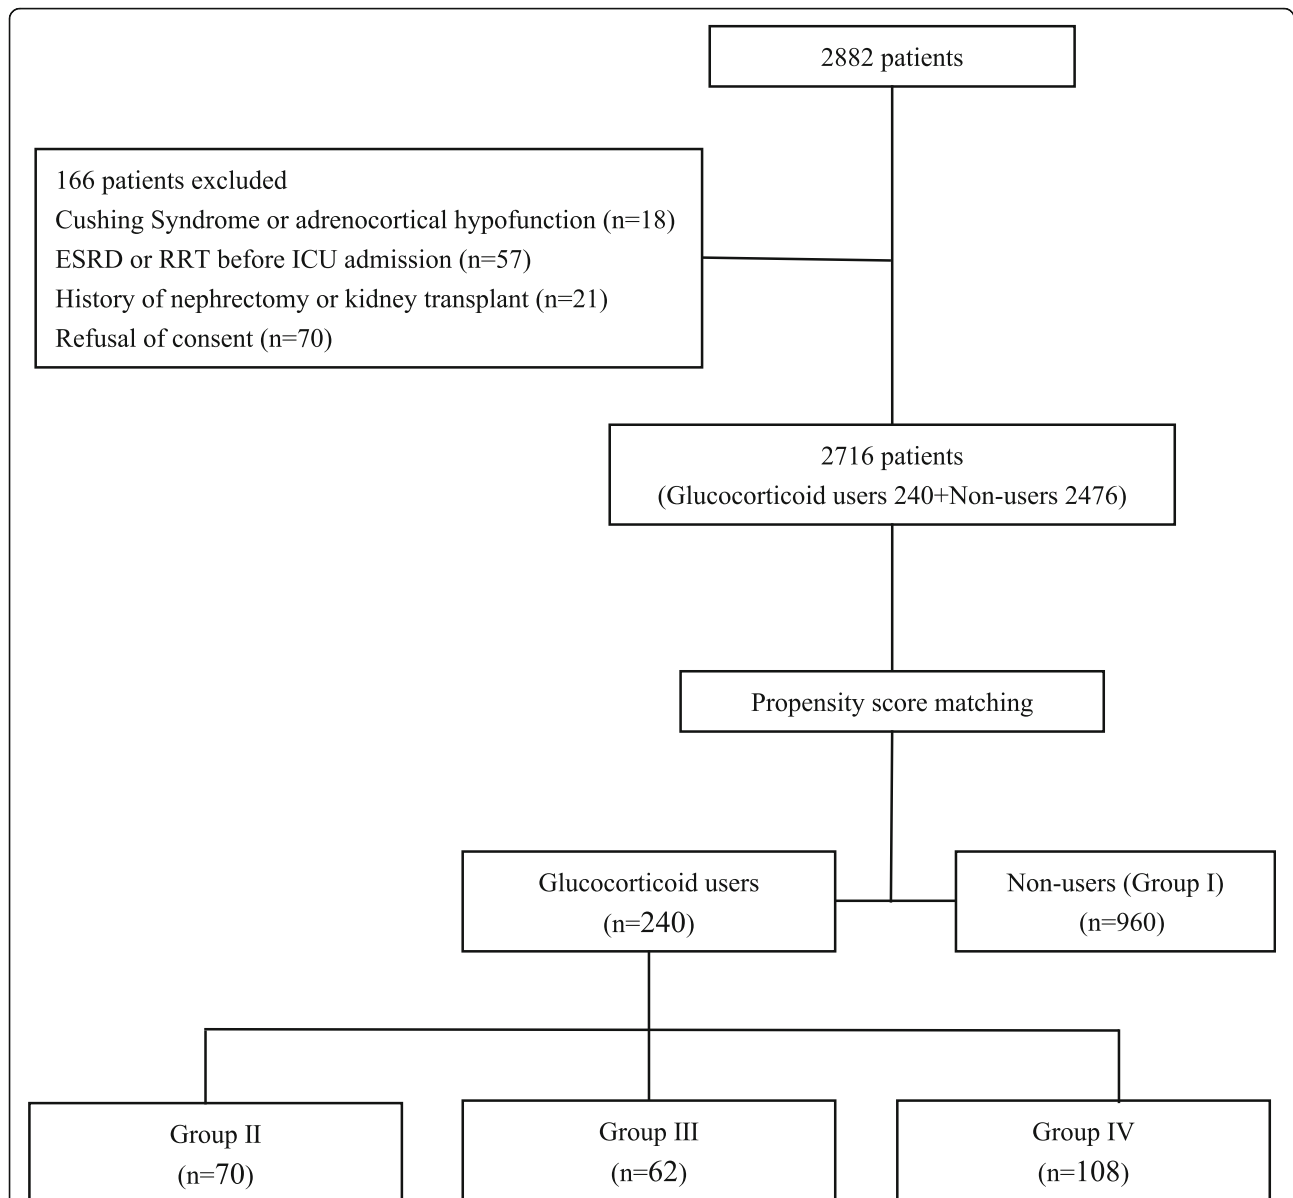 2882 patients
166 patients excluded
Cushing Syndrome or adrenocortical hypofunction (n=18)
ESRD or RRT before ICU admission (n=57)
History of nephrectomy or kidney transplant (n=21)
Refusal of consent (n=70)
2716 patients
(Glucocorticoid users 240+Non-users 2476)
Propensity score matching
Glucocorticoid users
(n=240)
Non-users (Group I)
(n=960)
Group II
(n=70)
Group III
(n=62)
Group IV
(n=108)